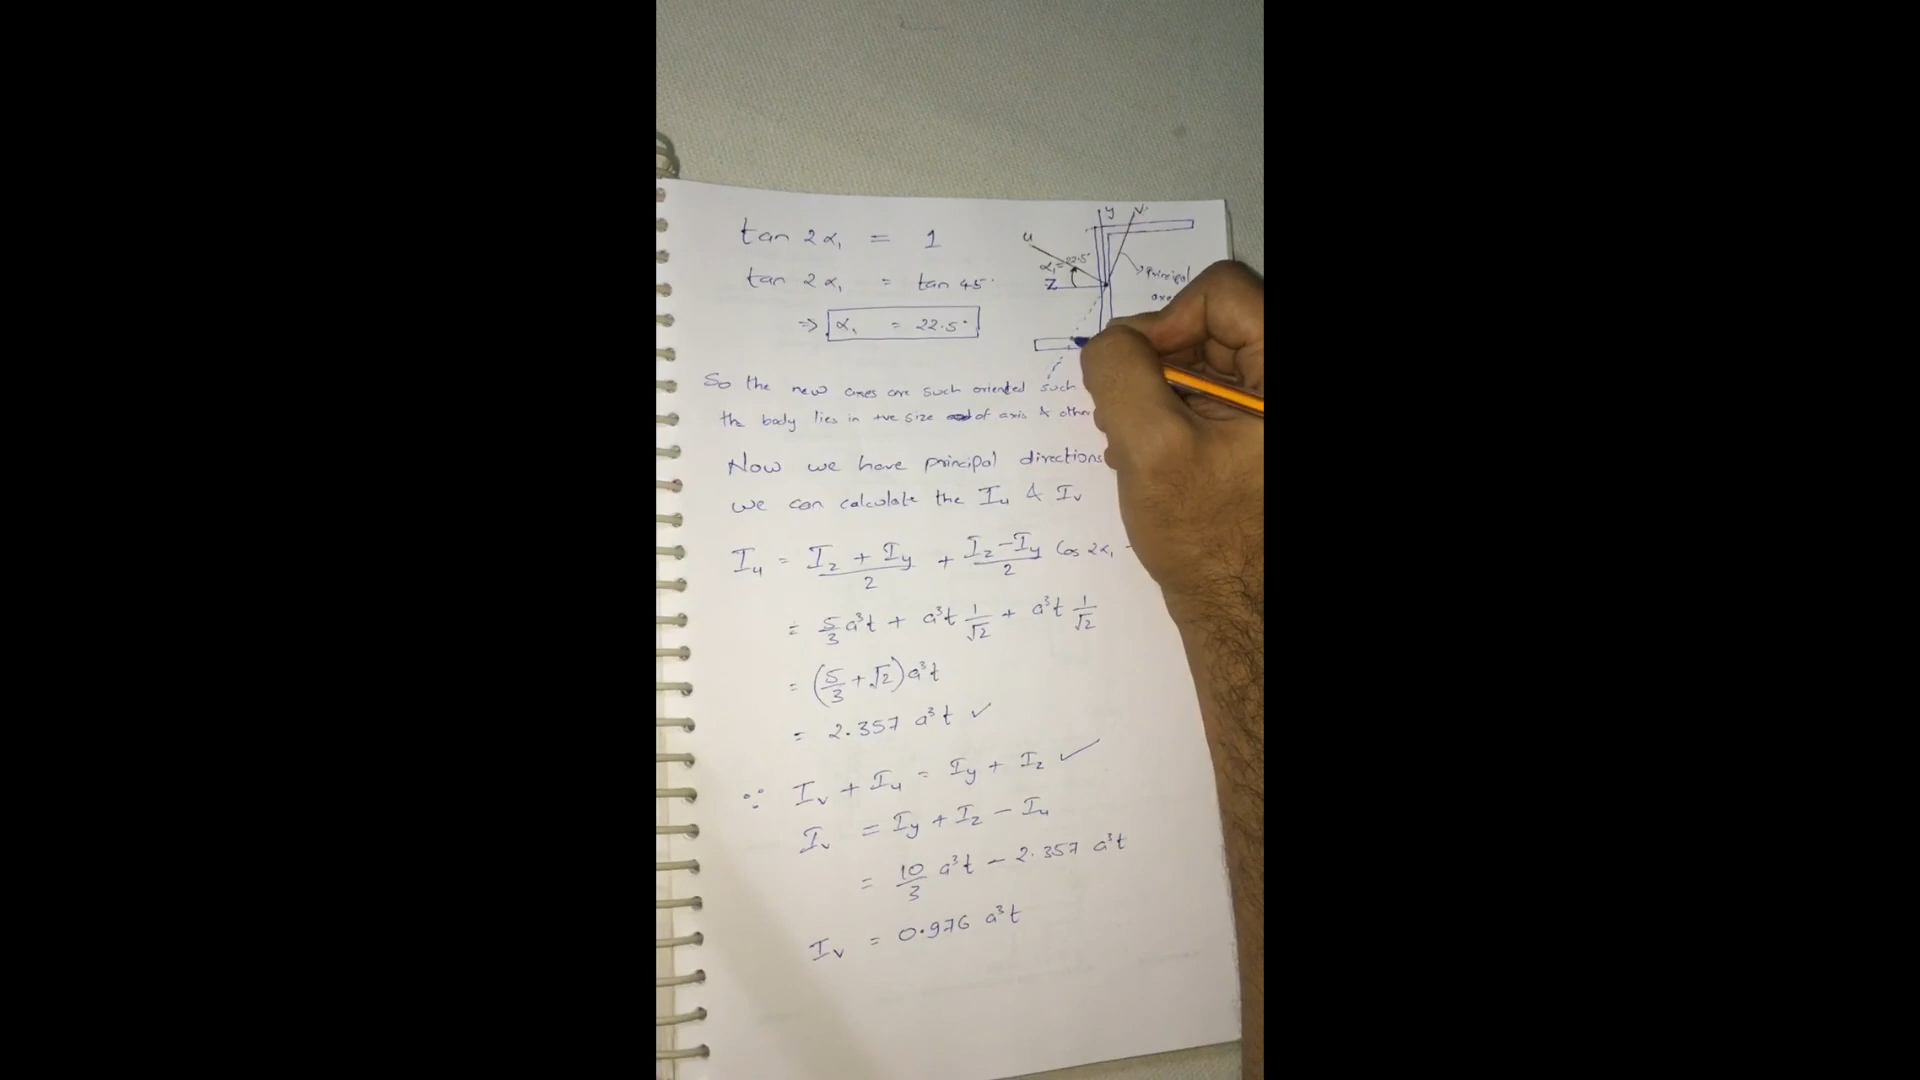 tan 2α₁ = 1
tan 2α₁ = tan 45°
⇒ α₁ = 22.5°
y
v
u
α₁ = 22.5°
z
Principal
So the new axes are such oriented such
the body lies in +ve size of axis & other
Now we have principal directions
we can calculate the Iu & Iv
Iu = (Iz + Iy)/2 + (Iz - Iy)/2 Cos 2α₁ -
= 5/3 a³t + a³t 1/√2 + a³t 1/√2
= (5/3 + √2) a³t
= 2.357 a³t ✓
∵ Iv + Iu = Iy + Iz ✓
Iv = Iy + Iz - Iu
= 10/3 a³t - 2.357 a³t
Iv = 0.976 a³t